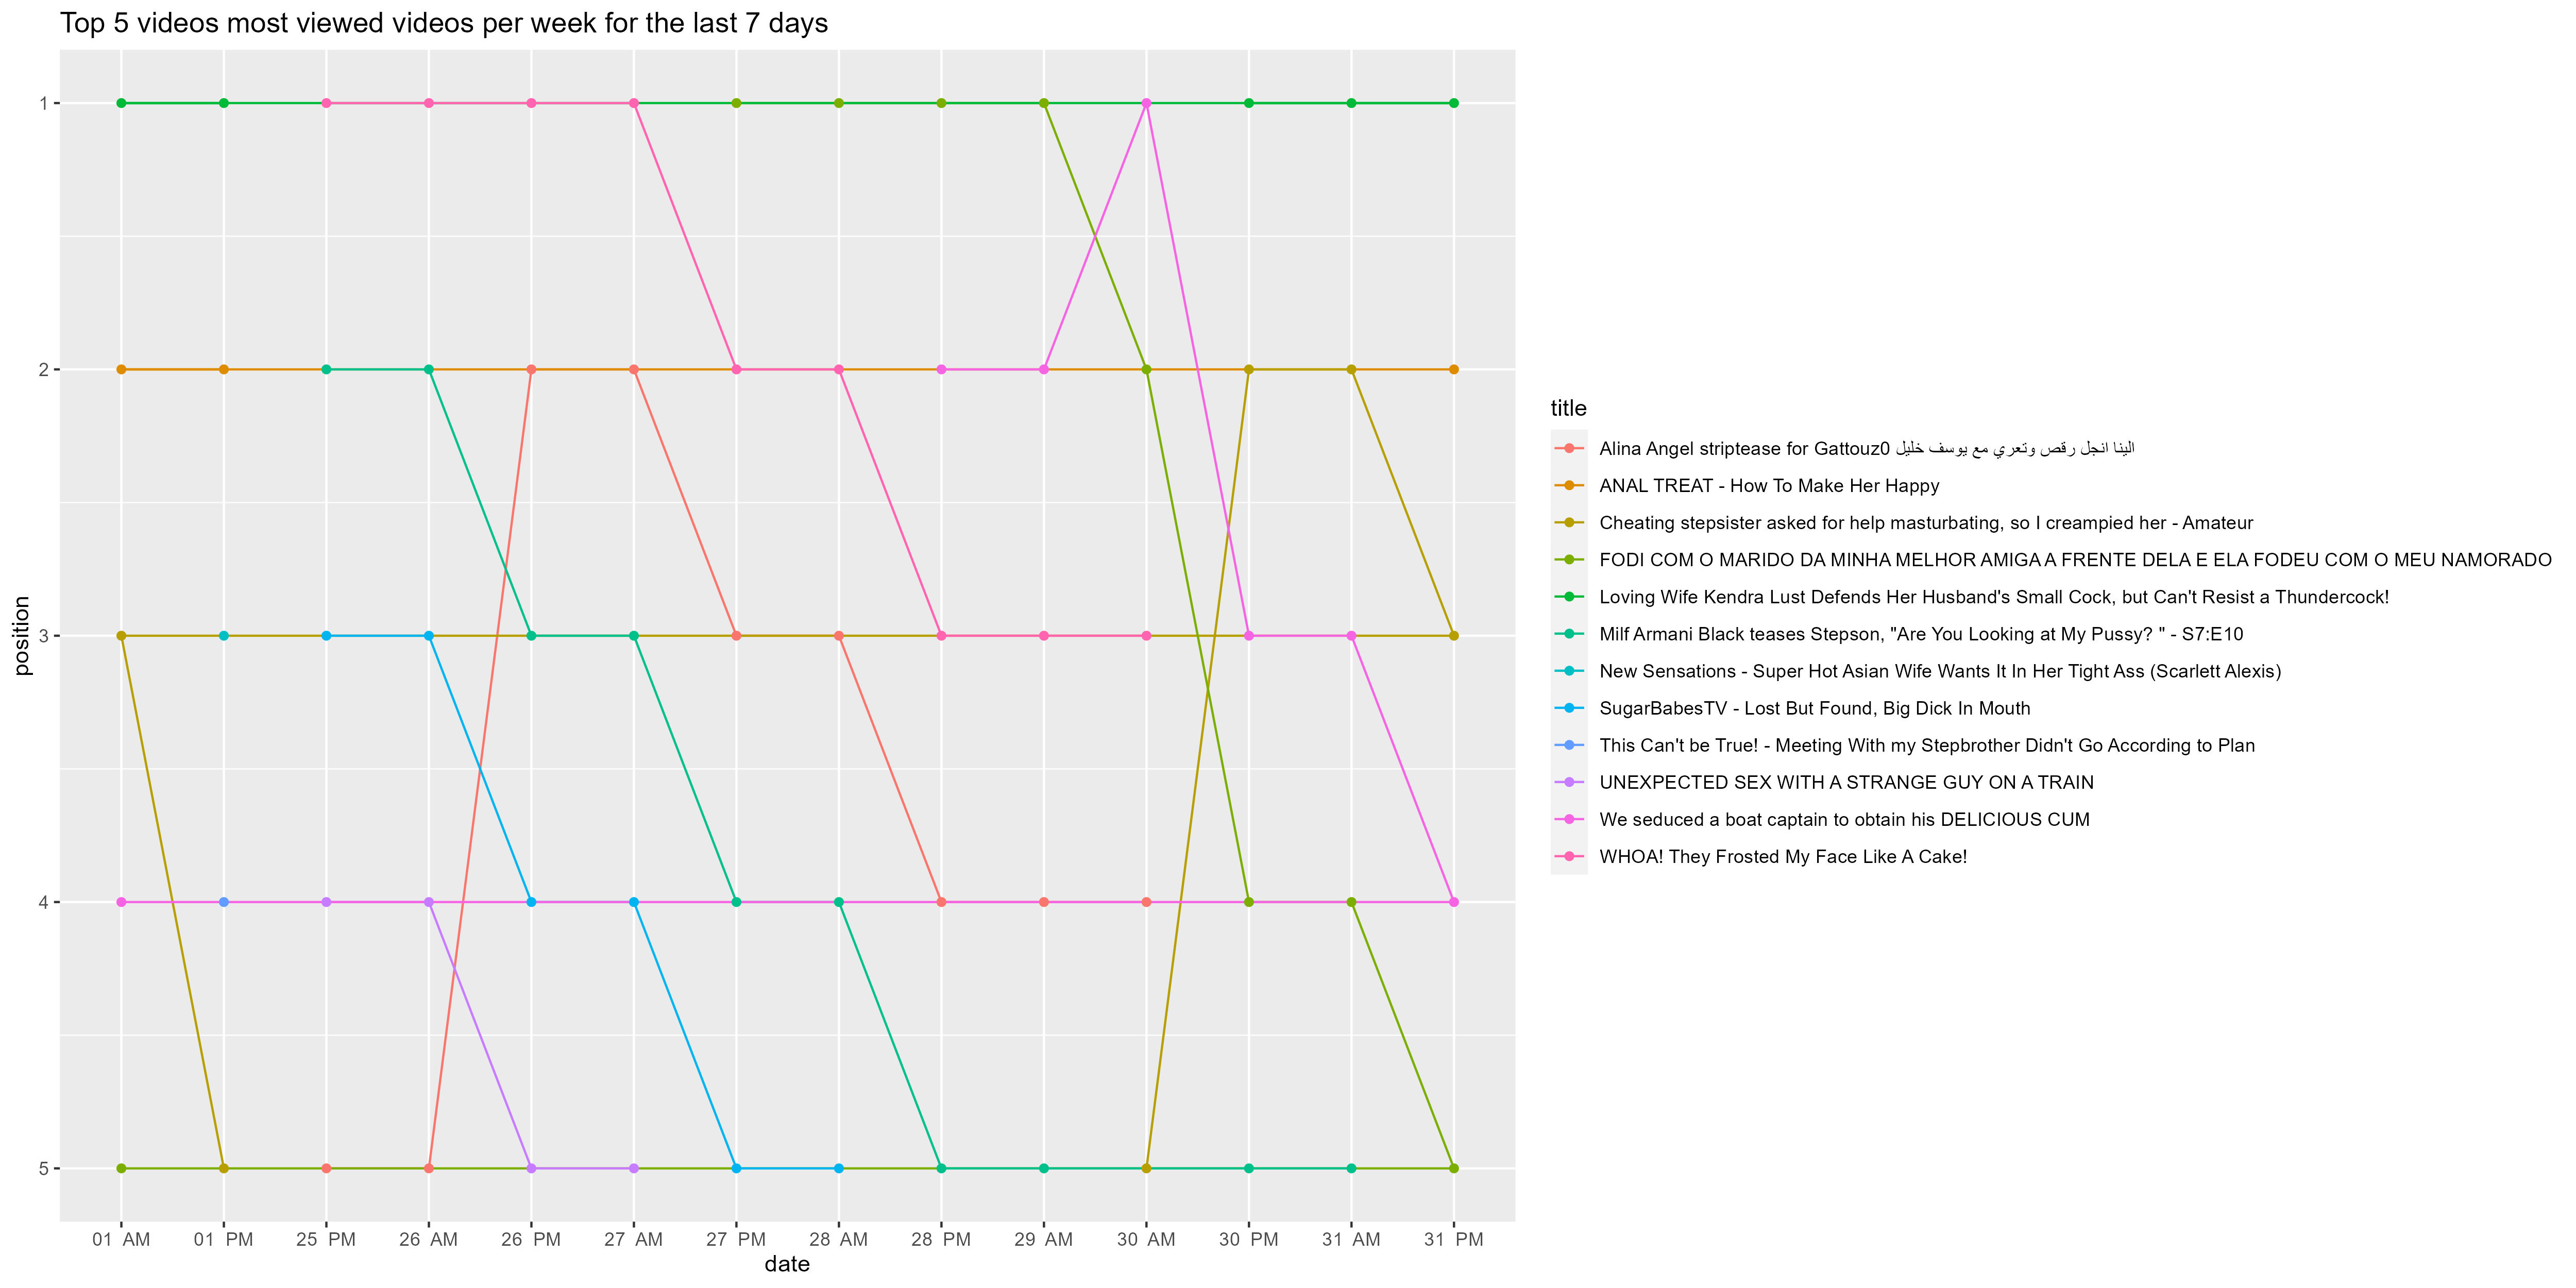 Top 5 videos most viewed videos per week for the last 7 days
position
1
2
3
4
5
01 AM
01 PM
25 PM
26 AM
26 PM
27 AM
27 PM
28 AM
28 PM
29 AM
30 AM
30 PM
31 AM
31 PM
date
title
Alina Angel striptease for Gattouz0 الينا انجل رقص وتعري مع يوسف خليل
ANAL TREAT - How To Make Her Happy
Cheating stepsister asked for help masturbating, so I creampied her - Amateur
FODI COM O MARIDO DA MINHA MELHOR AMIGA A FRENTE DELA E ELA FODEU COM O MEU NAMORADO
Loving Wife Kendra Lust Defends Her Husband's Small Cock, but Can't Resist a Thundercock!
Milf Armani Black teases Stepson, "Are You Looking at My Pussy? " - S7:E10
New Sensations - Super Hot Asian Wife Wants It In Her Tight Ass (Scarlett Alexis)
SugarBabesTV - Lost But Found, Big Dick In Mouth
This Can't be True! - Meeting With my Stepbrother Didn't Go According to Plan
UNEXPECTED SEX WITH A STRANGE GUY ON A TRAIN
We seduced a boat captain to obtain his DELICIOUS CUM
WHOA! They Frosted My Face Like A Cake!